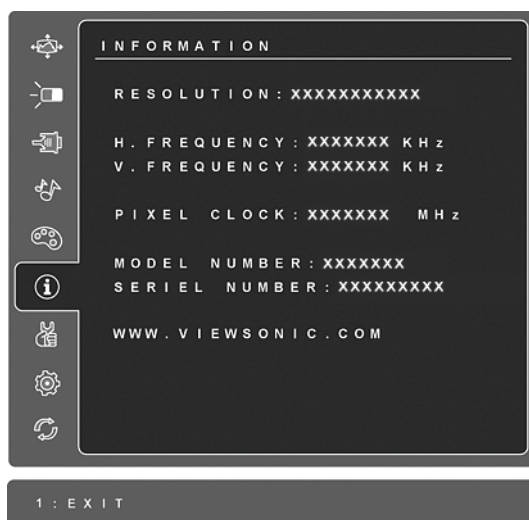 INFORMATION
RESOLUTION: XXXXXXXXXXX
H. FREQUENCY: XXXXXXX KHz
V. FREQUENCY: XXXXXXX KHz
PIXEL CLOCK: XXXXXXX MHz
MODEL NUMBER: XXXXXXX
SERIEL NUMBER: XXXXXXXXX
WWW.VIEWSONIC.COM
1:EXIT